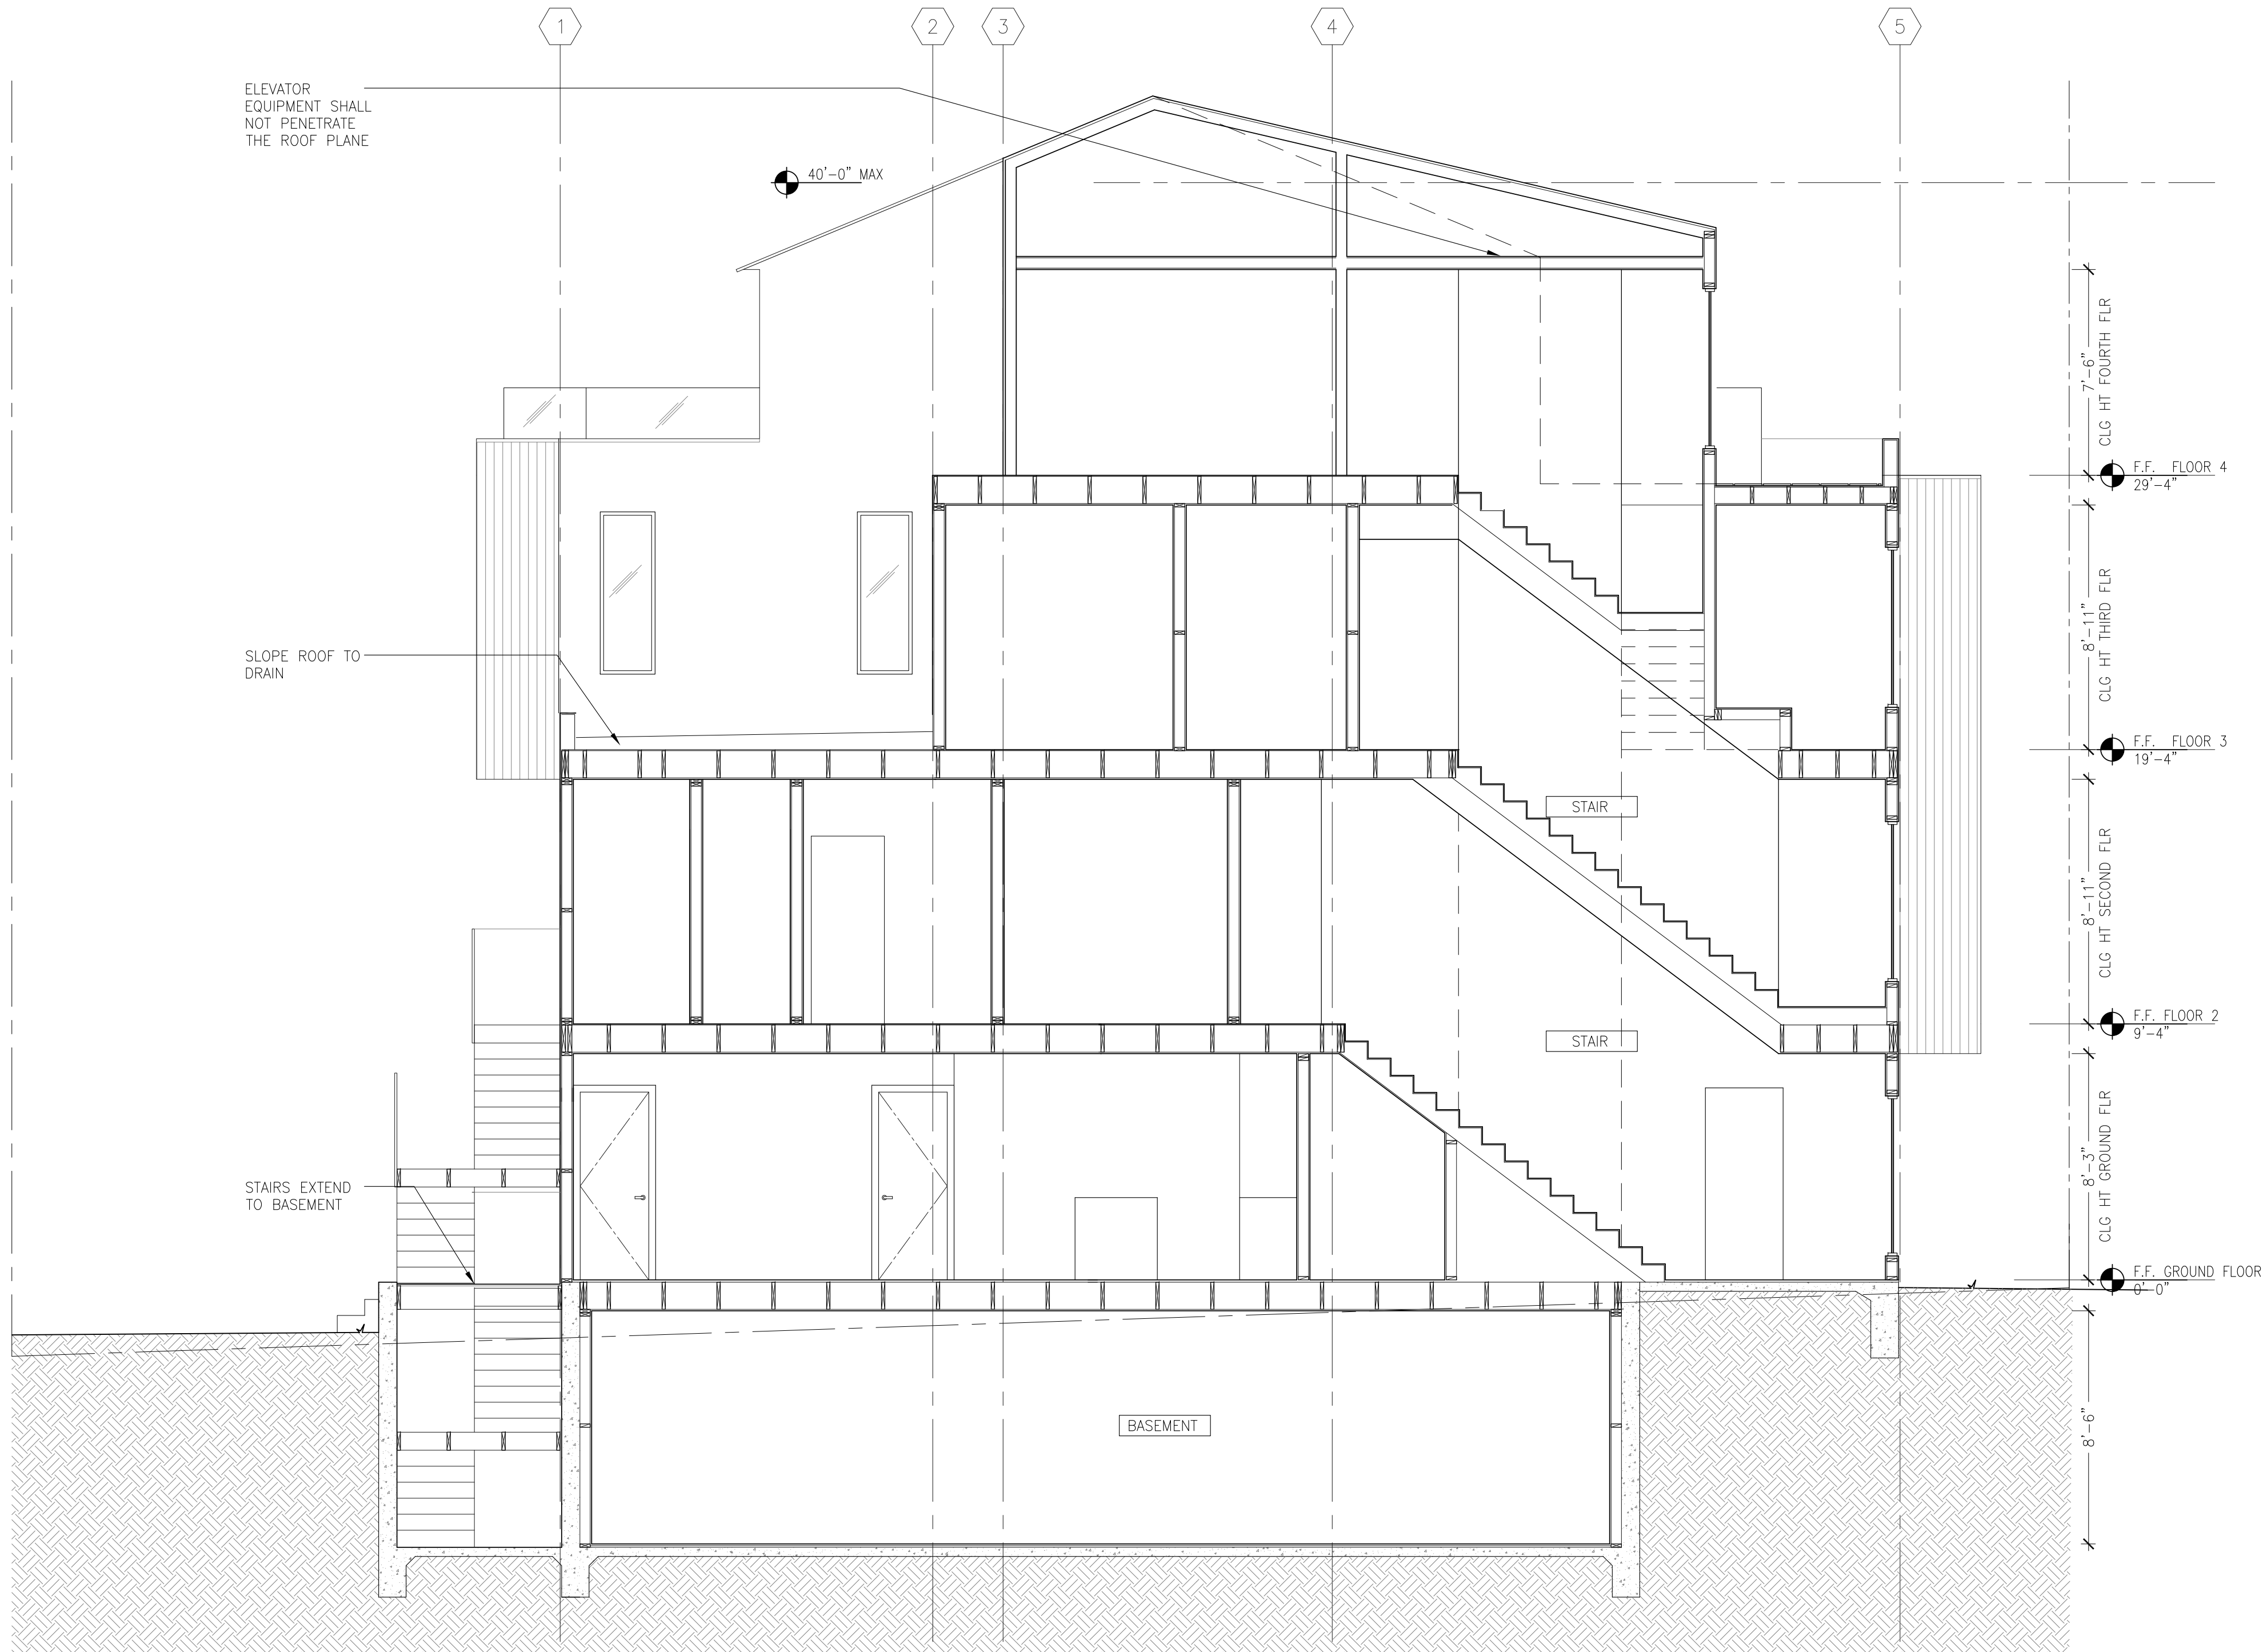 1
2
3
4
5
ELEVATOR
EQUIPMENT SHALL
NOT PENETRATE
THE ROOF PLANE
40'-0" MAX
7'-6"
CLG HT FOURTH FLR
F.F. FLOOR 4
29'-4"
SLOPE ROOF TO
DRAIN
8'-11"
CLG HT THIRD FLR
F.F. FLOOR 3
19'-4"
STAIR
8'-11"
CLG HT SECOND FLR
F.F. FLOOR 2
9'-4"
STAIR
STAIRS EXTEND
TO BASEMENT
8'-3"
CLG HT GROUND FLR
F.F. GROUND FLOOR
0'-0"
BASEMENT
8'-6"